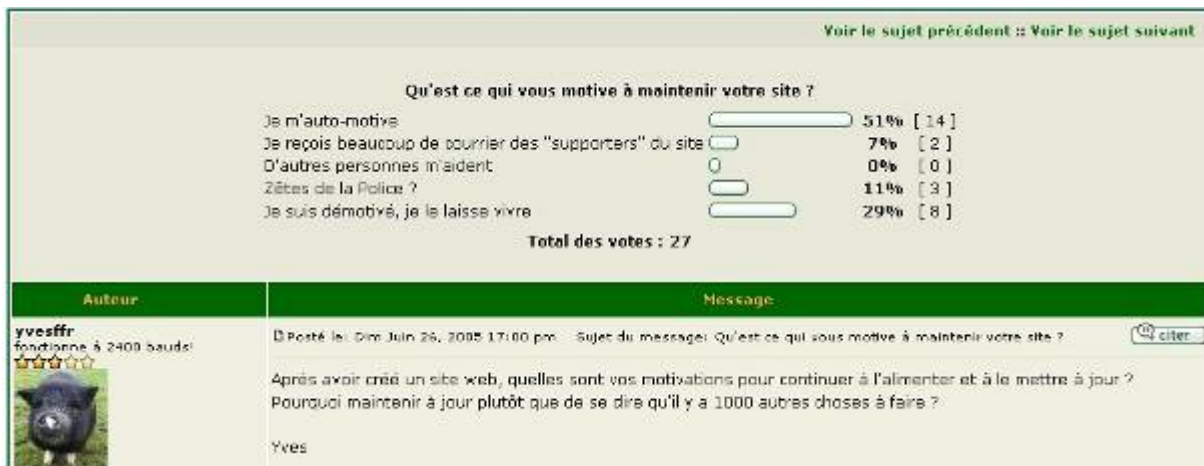 Voir le sujet précédent :: Voir le sujet suivant
Qu'est ce qui vous motive à maintenir votre site ?
Je m'auto-motive 51% [ 14 ]
Je reçois beaucoup de courrier des "supporters" du site 7% [ 2 ]
D'autres personnes m'aident 0% [ 0 ]
Zêtes de la Police ? 11% [ 3 ]
Je suis démotivé, je le laisse vivre 29% [ 8 ]
Total des votes : 27
Auteur Message
yvesffr
fonctionne à 2400 bauds!
Posté le: Dim Juin 26, 2005 17:00 pm Sujet du message: Qu'est ce qui vous motive à maintenir votre site ?
citer
Après avoir créé un site web, quelles sont vos motivations pour continuer à l'alimenter et à le mettre à jour ?
Pourquoi maintenir à jour plutôt que de se dire qu'il y a 1000 autres choses à faire ?
Yves